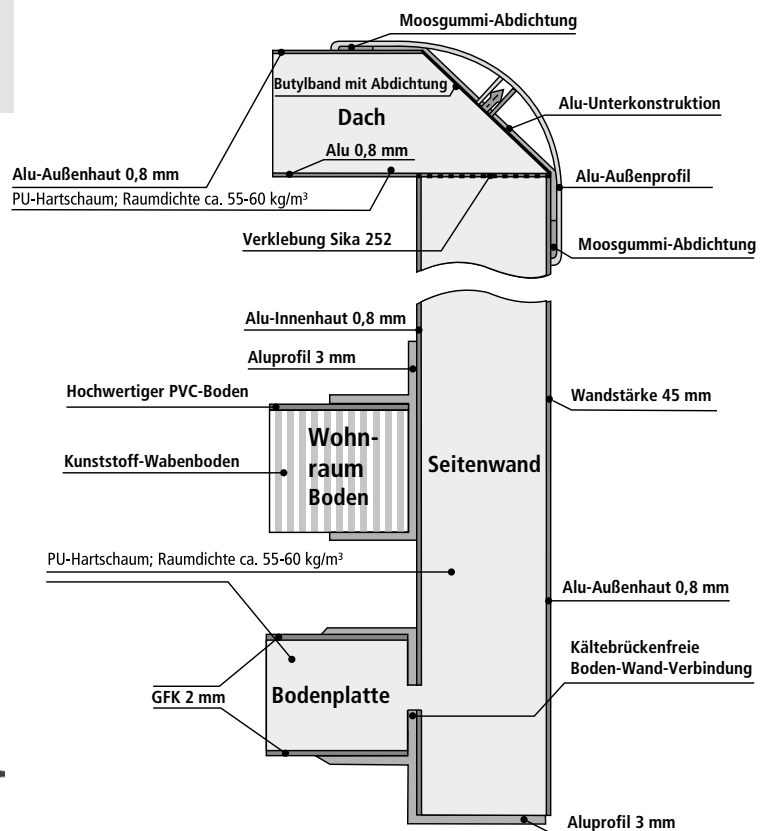 Moosgummi-Abdichtung
Butylband mit Abdichtung
Alu-Unterkonstruktion
Dach
Alu 0,8 mm
Alu-Außenhaut 0,8 mm
Alu-Außenprofil
PU-Hartschaum; Raumdichte ca. 55-60 kg/m³
Verklebung Sika 252
Moosgummi-Abdichtung
Alu-Innenhaut 0,8 mm
Aluprofil 3 mm
Hochwertiger PVC-Boden
Wandstärke 45 mm
Wohn-
raum
Boden
Kunststoff-Wabenboden
Seitenwand
PU-Hartschaum; Raumdichte ca. 55-60 kg/m³
Alu-Außenhaut 0,8 mm
Kältebrückenfreie
Boden-Wand-Verbindung
GFK 2 mm
Bodenplatte
Aluprofil 3 mm